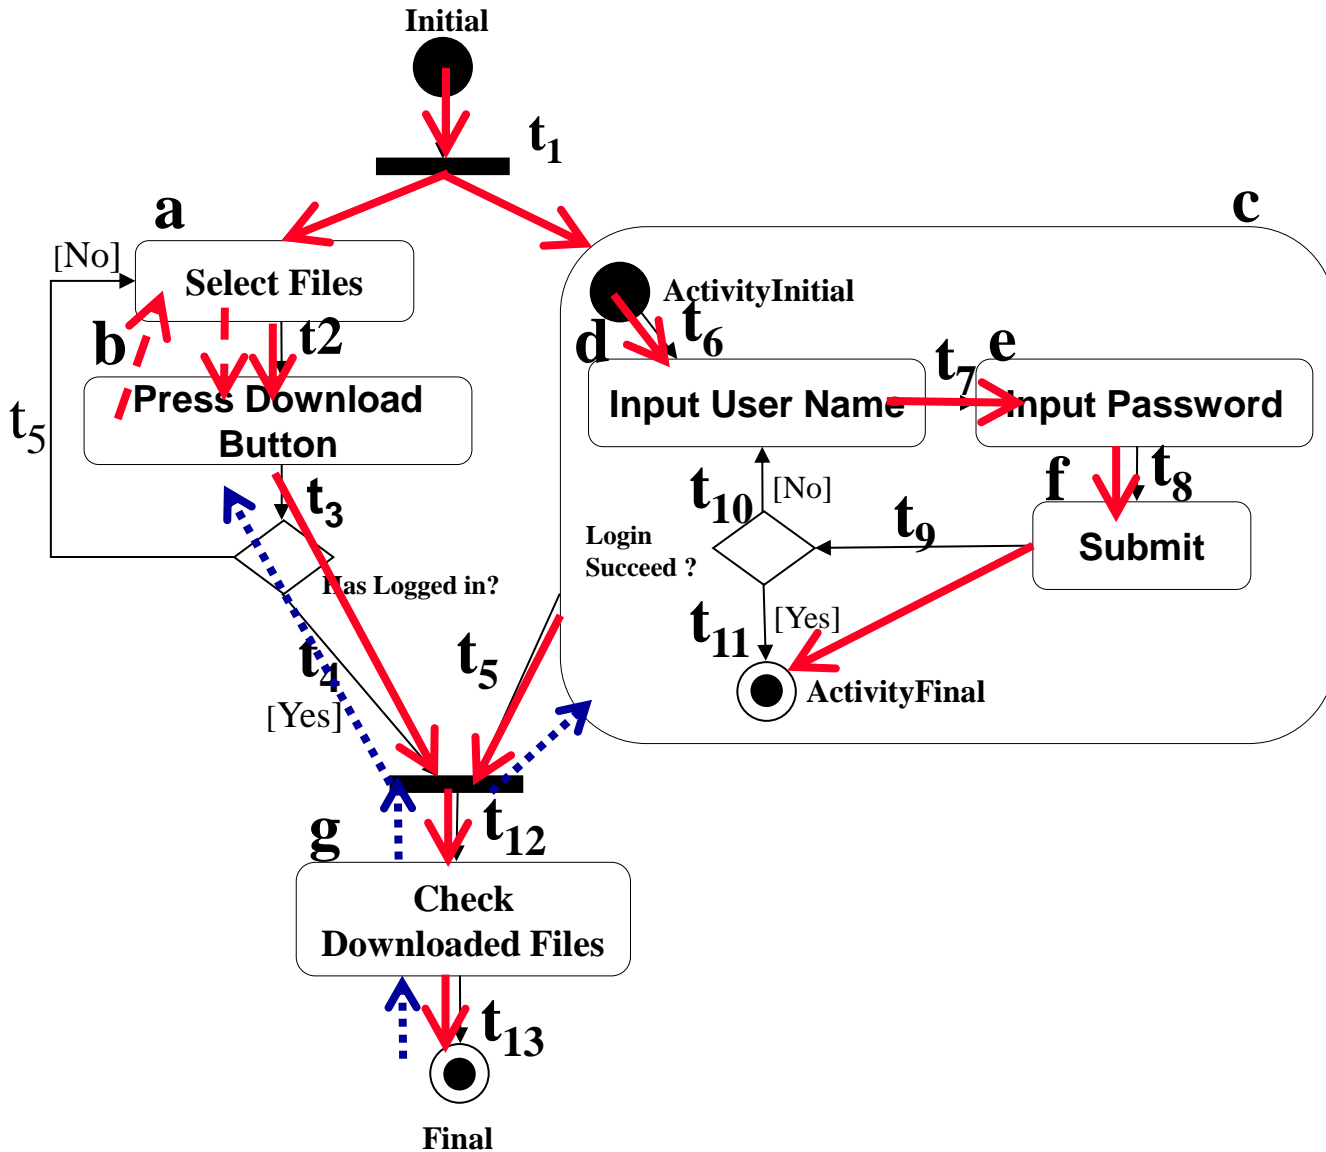 Initial
t1
a
c
[No]
Select Files
ActivityInitial
b
t2
d
t6
t7
e
t5
Press Download
Button
Input User Name
Input Password
t3
t10
[No]
f
t8
t9
Login
Succeed ?
Submit
Has Logged in?
t11
[Yes]
t4
t5
ActivityFinal
[Yes]
g
t12
Check
Downloaded Files
t13
Final